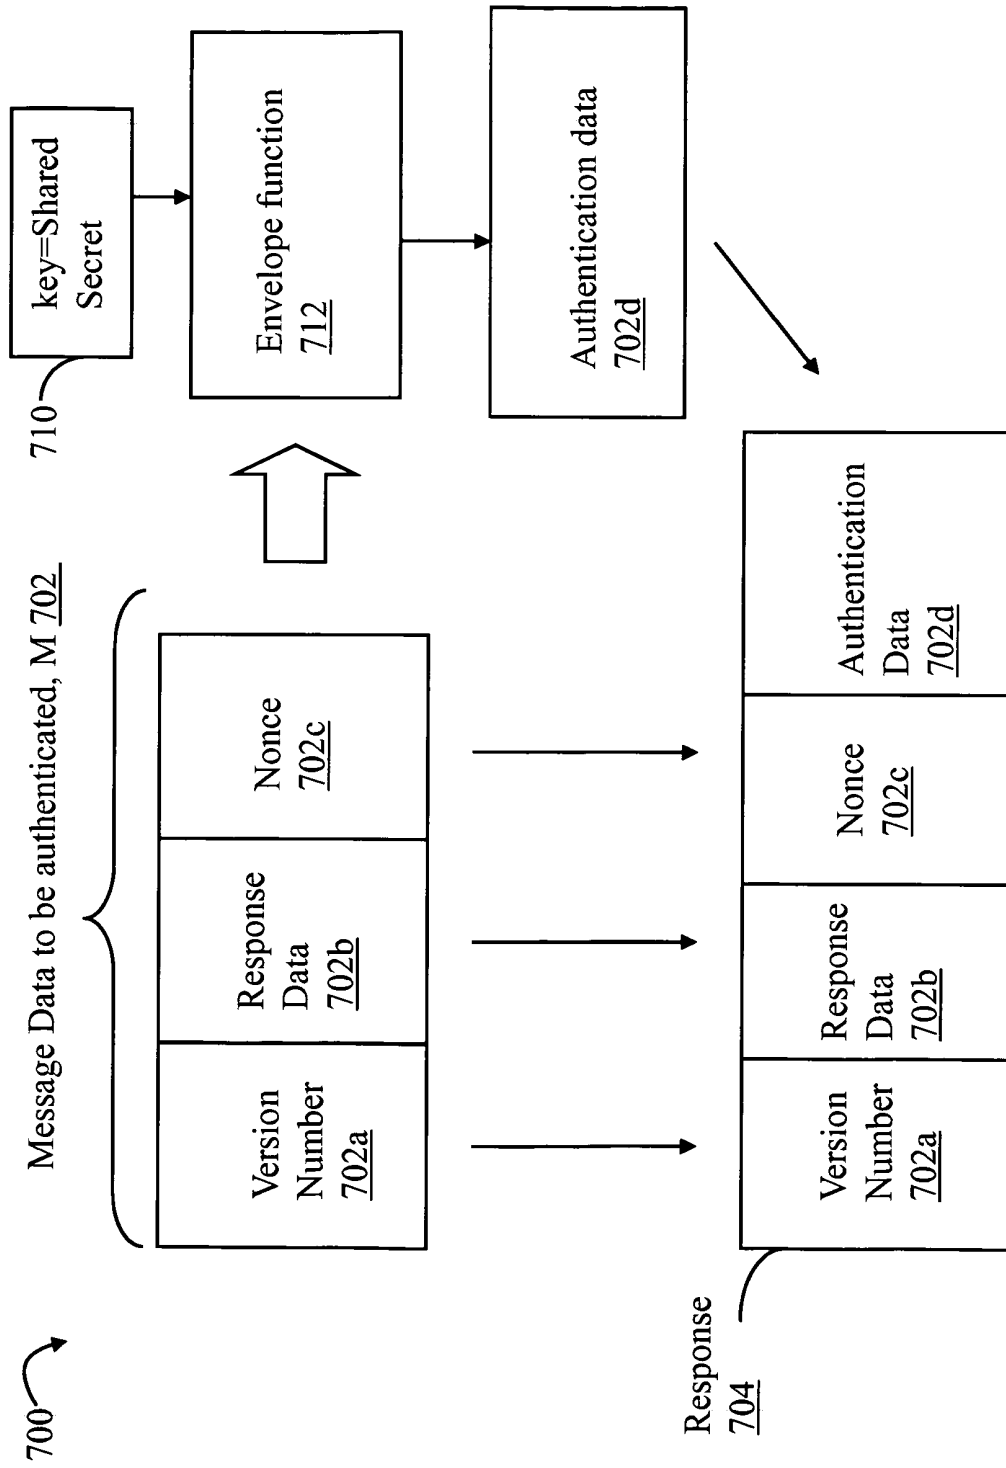 700
Message Data to be authenticated, M 702
Version
Number
702a
Response
Data
702b
Nonce
702c
710
key=Shared
Secret
Envelope function
712
Authentication data
702d
Response
704
Version
Number
702a
Response
Data
702b
Nonce
702c
Authentication
Data
702d